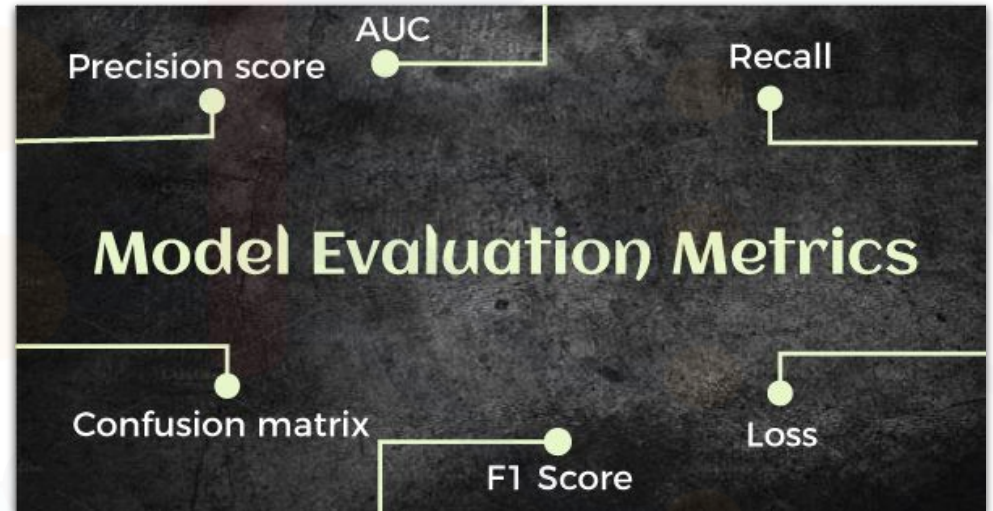 AUC
Precision score
Recall
Model Evaluation Metrics
Confusion matrix
Loss
F1 Score